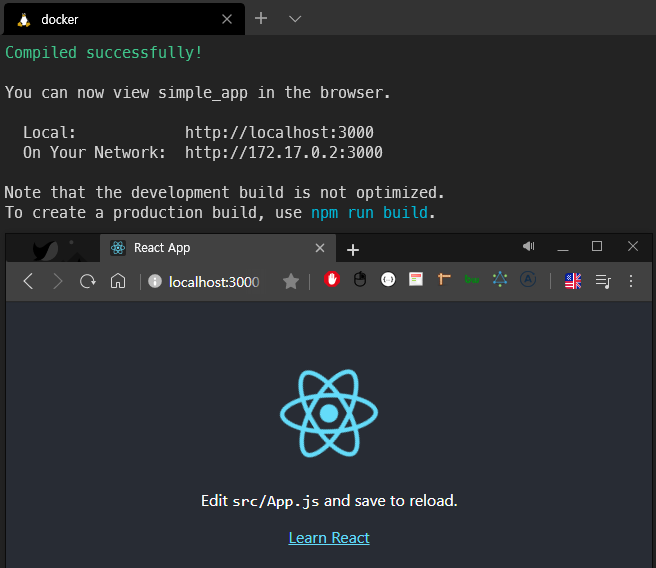 docker
Compiled successfully!
You can now view simple_app in the browser.
Local: http://localhost:3000
On Your Network: http://172.17.0.2:3000
Note that the development build is not optimized.
To create a production build, use npm run build.
React App
localhost:3000
Edit src/App.js and save to reload.
Learn React